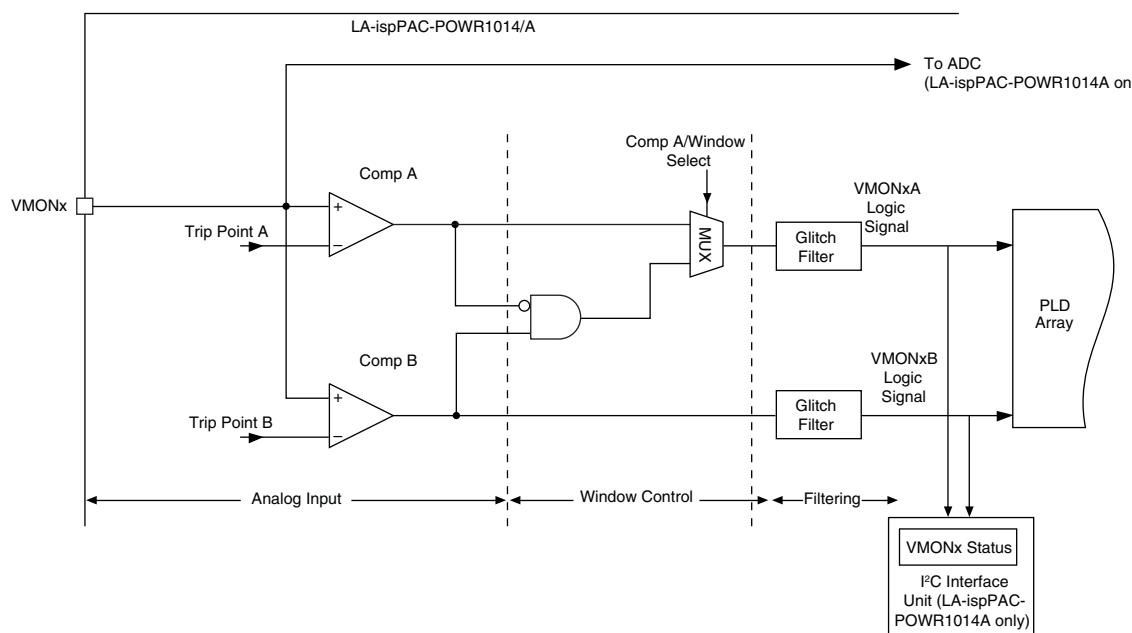 LA-ispPAC-POWR1014/A
To ADC
(LA-ispPAC-POWR1014A on
Comp A/Window
Select
Comp A
VMONx
+
Trip Point A
–
MUX
Glitch
Filter
VMONxA
Logic
Signal
PLD
Array
Comp B
+
Trip Point B
–
Glitch
Filter
VMONxB
Logic
Signal
Analog Input
Window Control
Filtering
VMONx Status
I²C Interface
Unit (LA-ispPAC-
POWR1014A only)